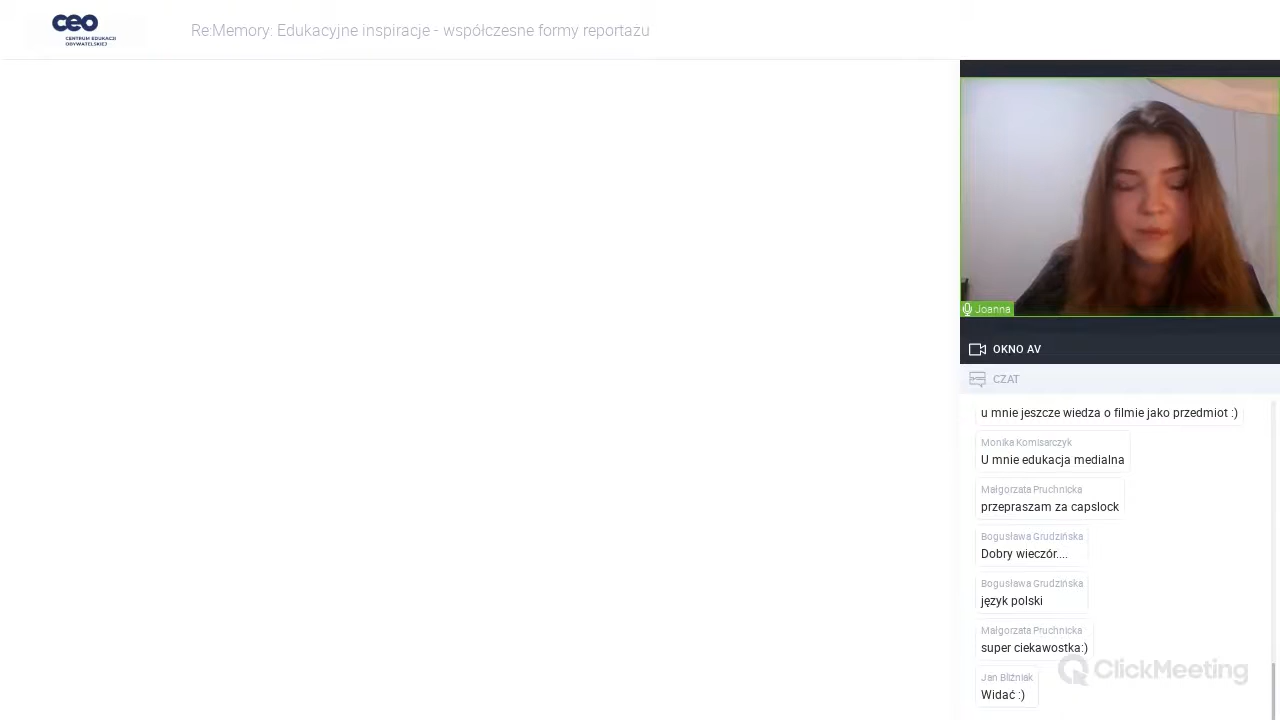 ceo
CENTRUM EDUKACJI
OBYWATELSKIEJ
Re:Memory: Edukacyjne inspiracje - współczesne formy reportażu
Joanna
OKNO AV
CZAT
u mnie jeszcze wiedza o filmie jako przedmiot :)
Monika Komisarczyk
U mnie edukacja medialna
Małgorzata Pruchnicka
przepraszam za capslock
Bogusława Grudzińska
Dobry wieczór....
Bogusława Grudzińska
język polski
Małgorzata Pruchnicka
super ciekawostka:)
ClickMeeting
Jan Bliźniak
Widać :)